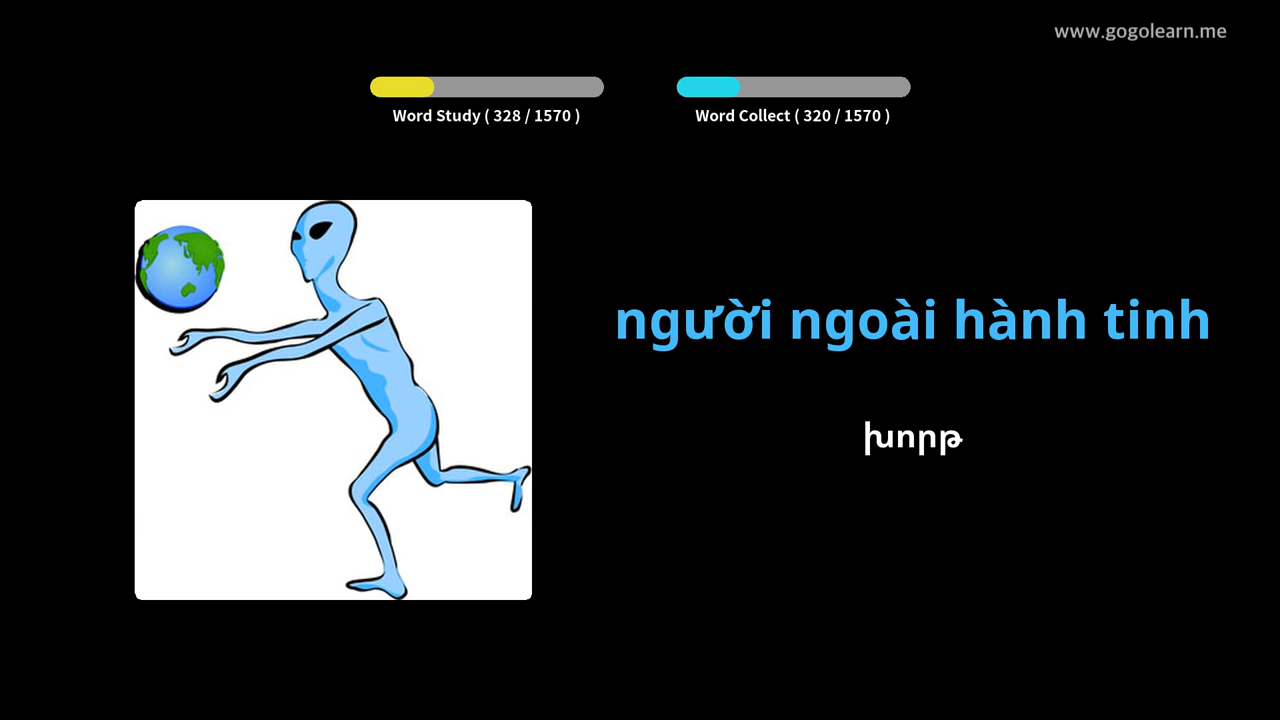 www.gogolearn.me
Word Study ( 328 / 1570 )
Word Collect ( 320 / 1570 )
người ngoài hành tinh
խորթ